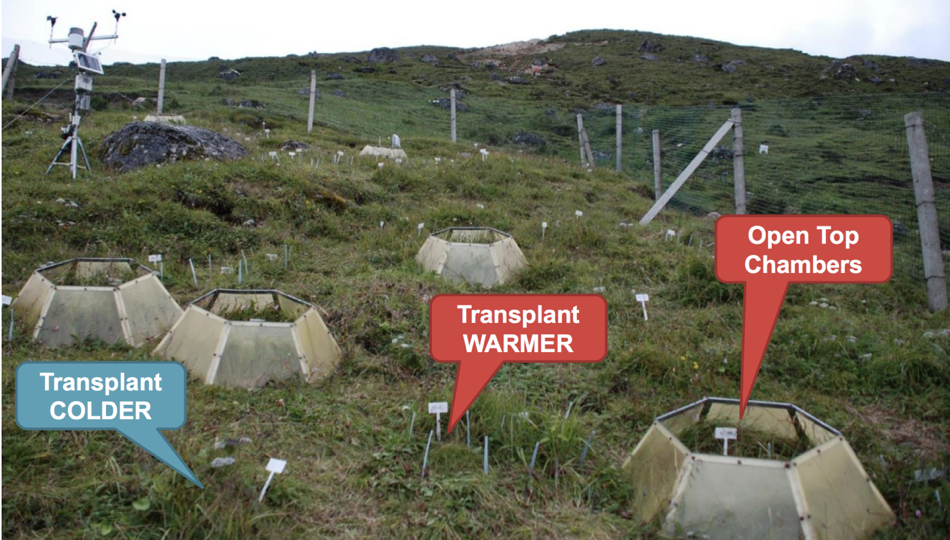 Open Top
Chambers
Transplant
WARMER
Transplant
COLDER